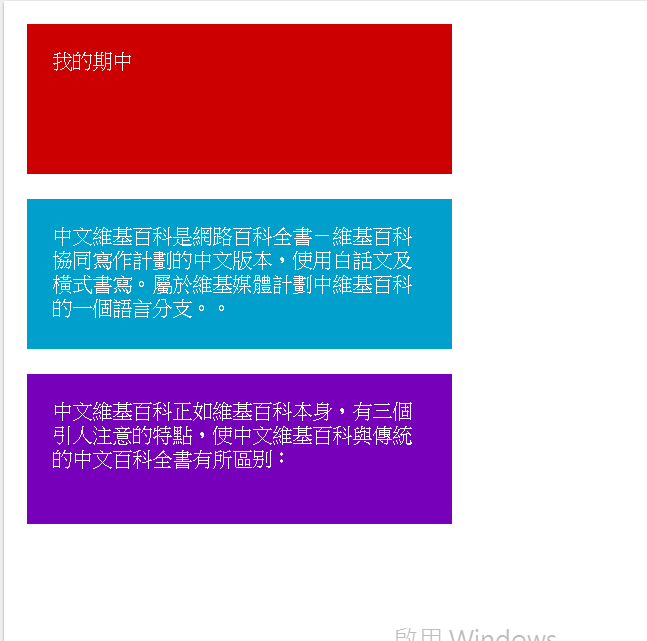 我的期中
中文維基百科是網路百科全書－維基百科
協同寫作計劃的中文版本，使用白話文及
橫式書寫。屬於維基媒體計劃中維基百科
的一個語言分支。。
中文維基百科正如維基百科本身，有三個
引人注意的特點，使中文維基百科與傳統
的中文百科全書有所區別：
啟用 Windows